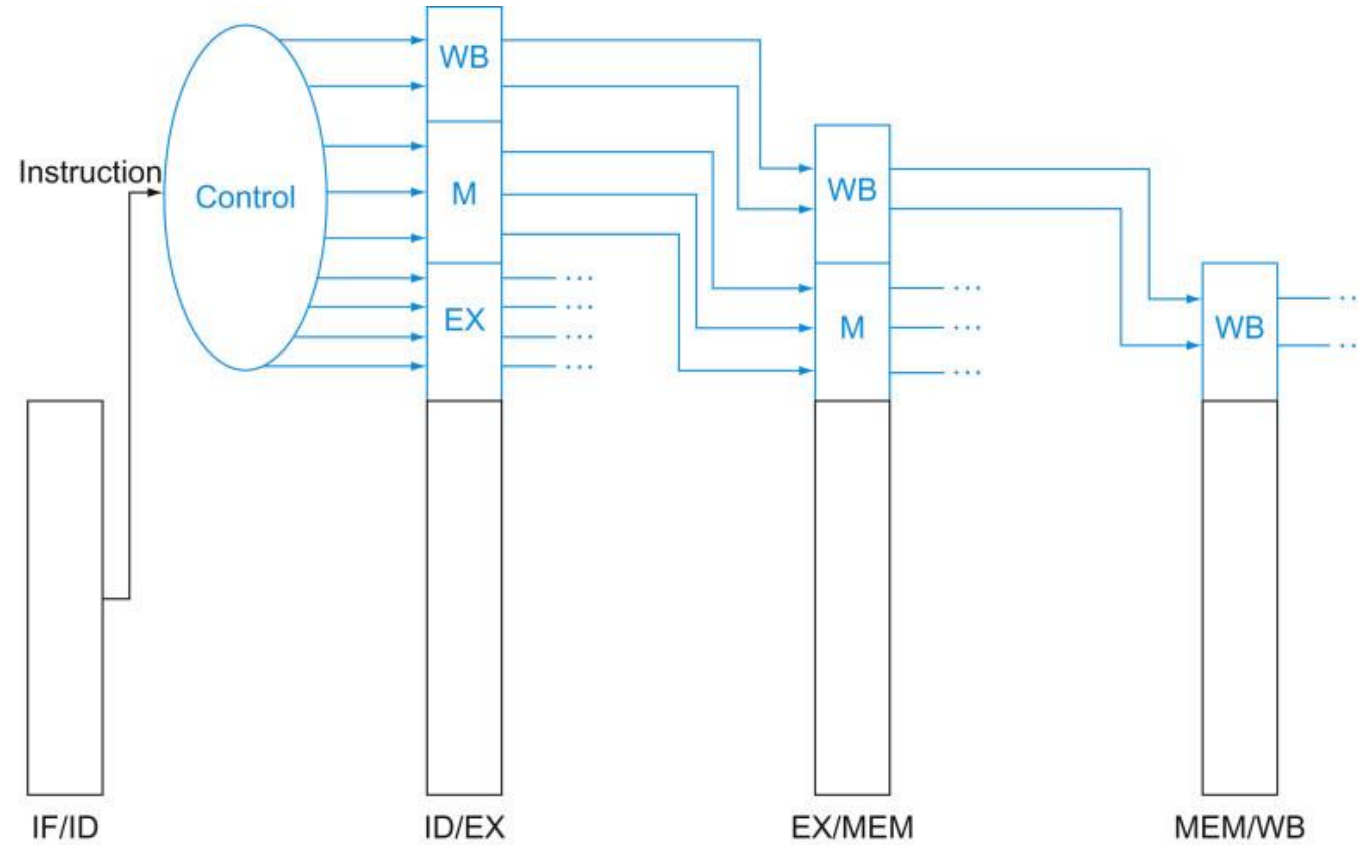 WB
Instruction
Control
M
WB
EX
...
...
...
...
...
M
...
...
WB
..
..
IF/ID
ID/EX
EX/MEM
MEM/WB